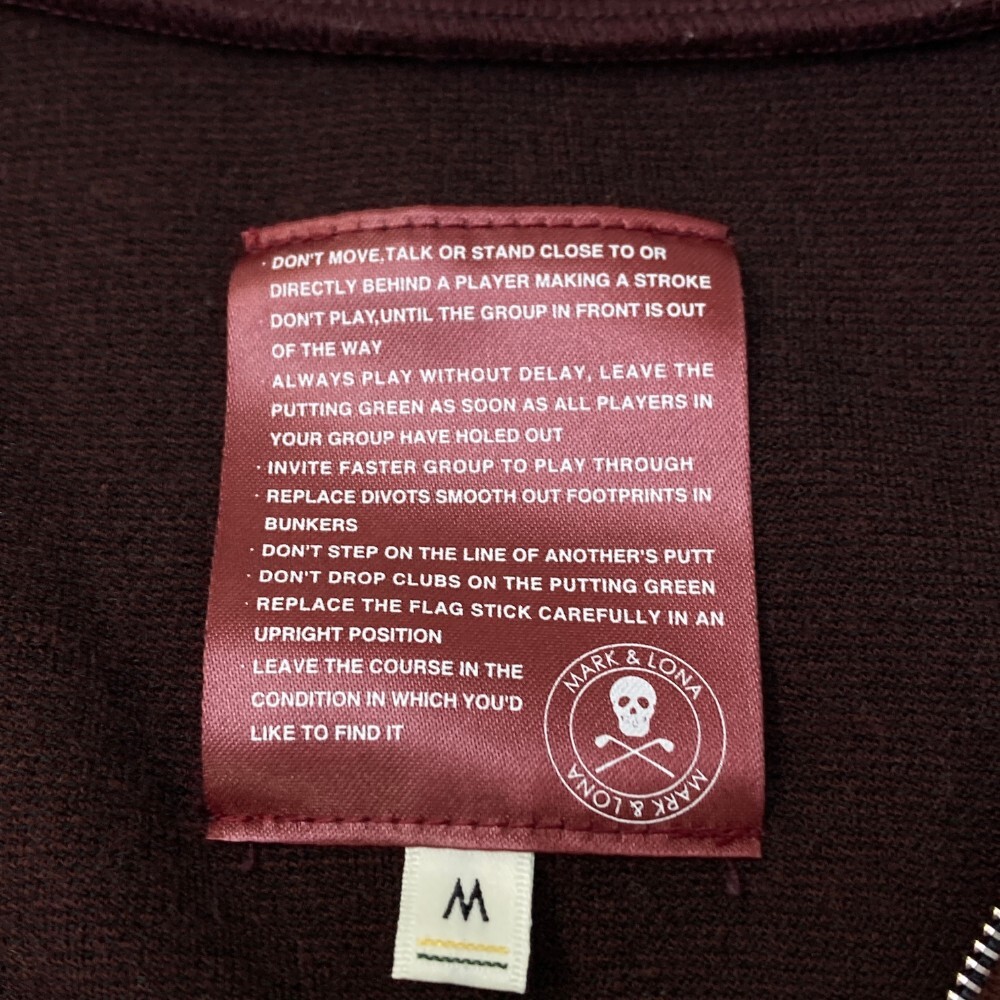 · DON'T MOVE,TALK OR STAND CLOSE TO OR
DIRECTLY BEHIND A PLAYER MAKING A STROKE
· DON'T PLAY,UNTIL THE GROUP IN FRONT IS OUT
OF THE WAY
· ALWAYS PLAY WITHOUT DELAY, LEAVE THE
PUTTING GREEN AS SOON AS ALL PLAYERS IN
YOUR GROUP HAVE HOLED OUT
· INVITE FASTER GROUP TO PLAY THROUGH
· REPLACE DIVOTS SMOOTH OUT FOOTPRINTS IN
BUNKERS
· DON'T STEP ON THE LINE OF ANOTHER'S PUTT
· DON'T DROP CLUBS ON THE PUTTING GREEN
· REPLACE THE FLAG STICK CAREFULLY IN AN
UPRIGHT POSITION
· LEAVE THE COURSE IN THE
CONDITION IN WHICH YOU'D
LIKE TO FIND IT
MARK & LONA
MARK & LONA
M